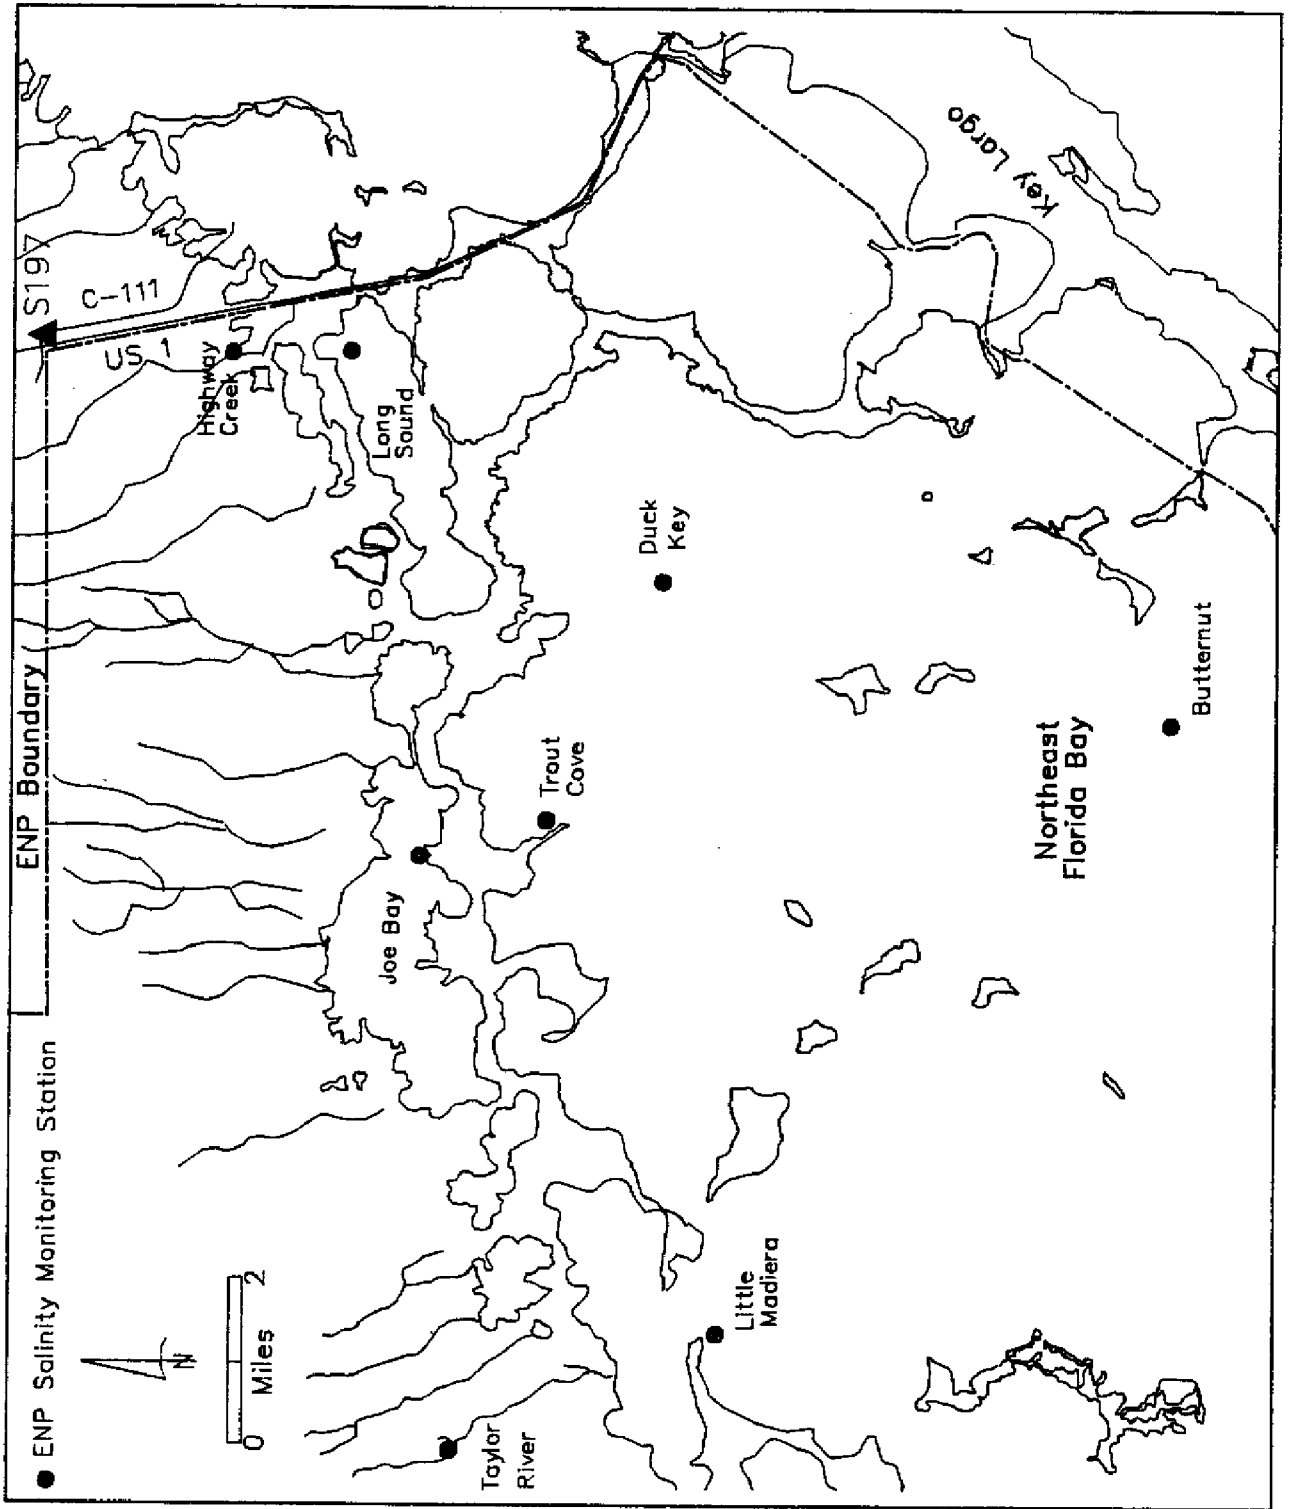 ENP Salinity Monitoring Station
N
0
2
Miles
ENP Boundary
S197
C-111
US 1
Highway
Creek
Long
Sound
Joe Bay
Trout
Cove
Duck
Key
Key Largo
Taylor
River
Little
Madiera
Northeast
Florida Bay
Butternut